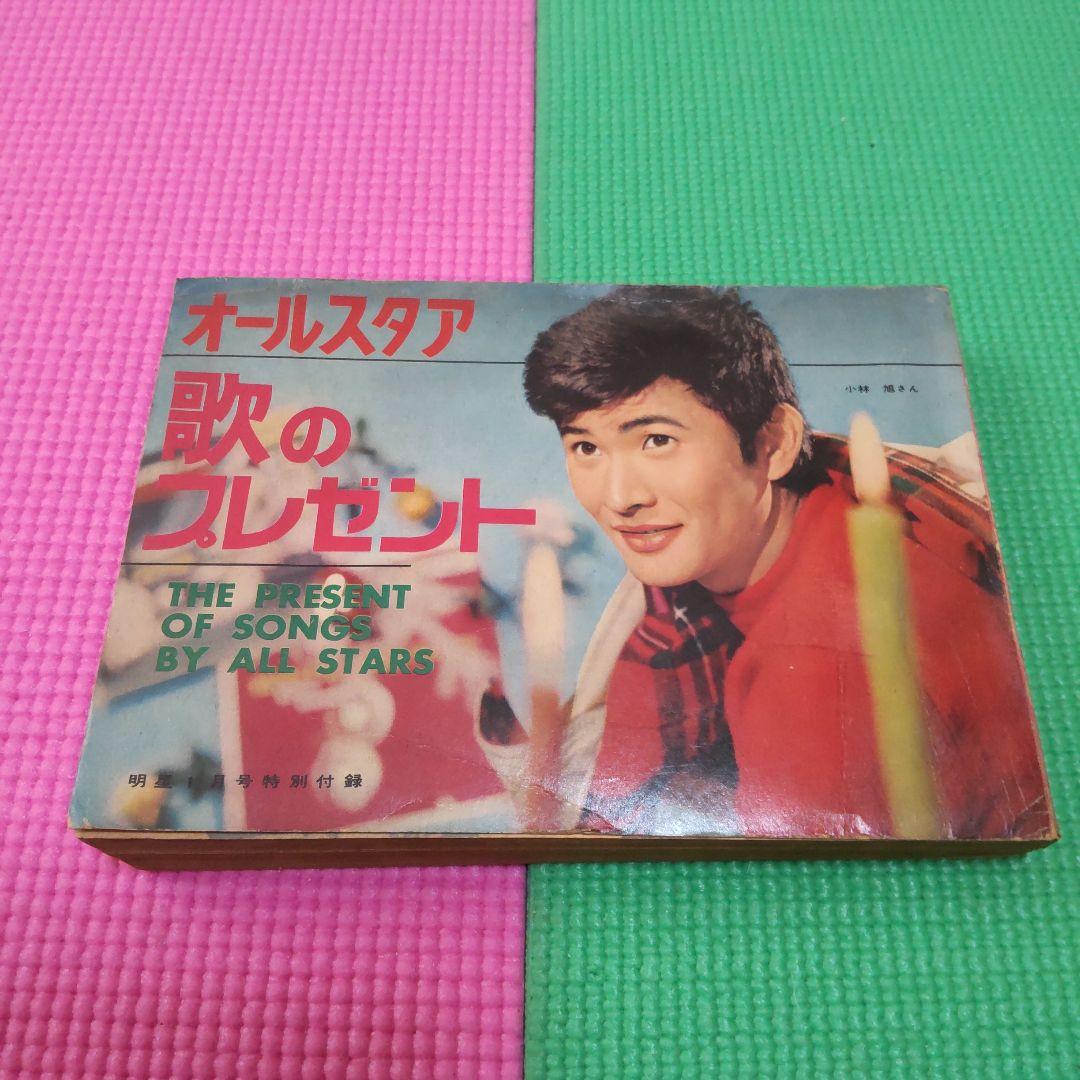 オールスタア
小林 旭さん
歌の
プレゼント
THE PRESENT
OF SONGS
BY ALL STARS
明星1月号特別付録